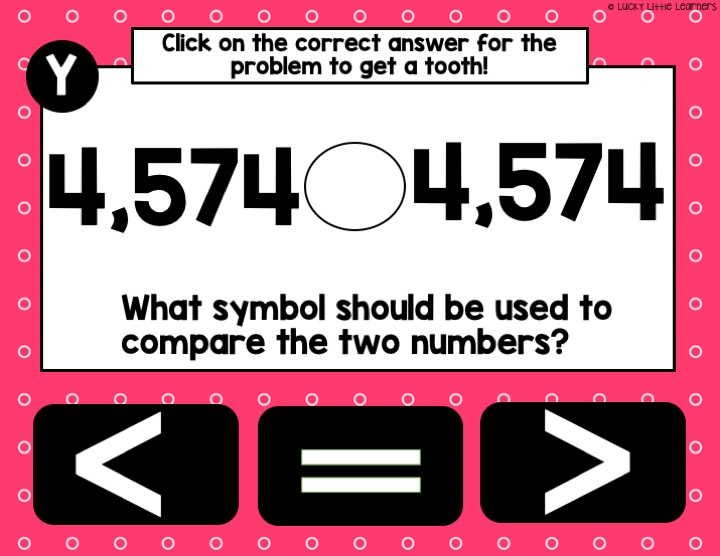 © Lucky Little Learners
Click on the correct answer for the
problem to get a tooth!
Y
4,574 4,574
What symbol should be used to
compare the two numbers?
< = >